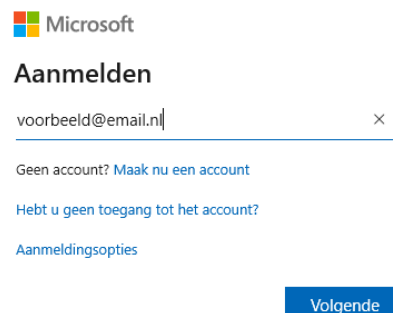 Microsoft
Aanmelden
voorbeeld@email.nl
Geen account? Maak nu een account
Hebt u geen toegang tot het account?
Aanmeldingsopties
Volgende